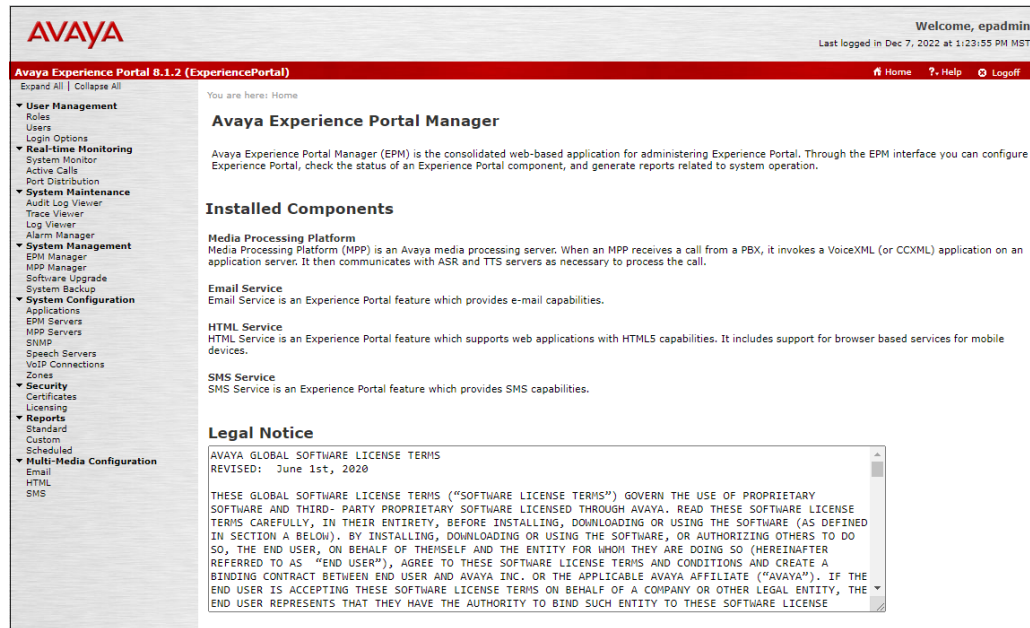 AVAYA
Welcome, epadmin
Last logged in Dec 7, 2022 at 1:23:55 PM MST
Avaya Experience Portal 8.1.2 (ExperiencePortal)
Home ? Help Logoff
Expand All | Collapse All
You are here: Home
User Management
Roles
Users
Login Options
Real-time Monitoring
System Monitor
Active Calls
Port Distribution
System Maintenance
Audit Log Viewer
Trace Viewer
Log Viewer
Alarm Manager
System Management
EPM Manager
MPP Manager
Software Upgrade
System Backup
System Configuration
Applications
EPM Servers
MPP Servers
SNMP
Speech Servers
VoIP Connections
Zones
Security
Certificates
Licensing
Reports
Standard
Custom
Scheduled
Multi-Media Configuration
Email
HTML
SMS
Avaya Experience Portal Manager
Avaya Experience Portal Manager (EPM) is the consolidated web-based application for administering Experience Portal. Through the EPM interface you can configure
Experience Portal, check the status of an Experience Portal component, and generate reports related to system operation.
Installed Components
Media Processing Platform
Media Processing Platform (MPP) is an Avaya media processing server. When an MPP receives a call from a PBX, it invokes a VoiceXML (or CCXML) application on an
application server. It then communicates with ASR and TTS servers as necessary to process the call.
Email Service
Email Service is an Experience Portal feature which provides e-mail capabilities.
HTML Service
HTML Service is an Experience Portal feature which supports web applications with HTML5 capabilities. It includes support for browser based services for mobile
devices.
SMS Service
SMS Service is an Experience Portal feature which provides SMS capabilities.
Legal Notice
AVAYA GLOBAL SOFTWARE LICENSE TERMS
REVISED: June 1st, 2020
THESE GLOBAL SOFTWARE LICENSE TERMS (“SOFTWARE LICENSE TERMS”) GOVERN THE USE OF PROPRIETARY
SOFTWARE AND THIRD- PARTY PROPRIETARY SOFTWARE LICENSED THROUGH AVAYA. READ THESE SOFTWARE LICENSE
TERMS CAREFULLY, IN THEIR ENTIRETY, BEFORE INSTALLING, DOWNLOADING OR USING THE SOFTWARE (AS DEFINED
IN SECTION A BELOW). BY INSTALLING, DOWNLOADING OR USING THE SOFTWARE, OR AUTHORIZING OTHERS TO DO
SO, THE END USER, ON BEHALF OF THEMSELF AND THE ENTITY FOR WHOM THEY ARE DOING SO (HEREINAFTER
REFERRED TO AS “END USER”), AGREE TO THESE SOFTWARE LICENSE TERMS AND CONDITIONS AND CREATE A
BINDING CONTRACT BETWEEN END USER AND AVAYA INC. OR THE APPLICABLE AVAYA AFFILIATE (“AVAYA”). IF THE
END USER IS ACCEPTING THESE SOFTWARE LICENSE TERMS ON BEHALF OF A COMPANY OR OTHER LEGAL ENTITY, THE
END USER REPRESENTS THAT THEY HAVE THE AUTHORITY TO BIND SUCH ENTITY TO THESE SOFTWARE LICENSE